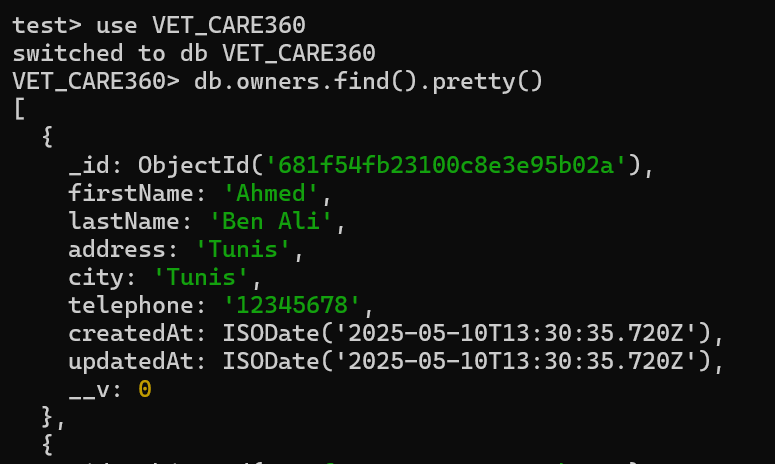 test> use VET_CARE360
switched to db VET_CARE360
VET_CARE360> db.owners.find().pretty()
[
  {
    _id: ObjectId('681f54fb23100c8e3e95b02a'),
    firstName: 'Ahmed',
    lastName: 'Ben Ali',
    address: 'Tunis',
    city: 'Tunis',
    telephone: '12345678',
    createdAt: ISODate('2025-05-10T13:30:35.720Z'),
    updatedAt: ISODate('2025-05-10T13:30:35.720Z'),
    __v: 0
  },
  {